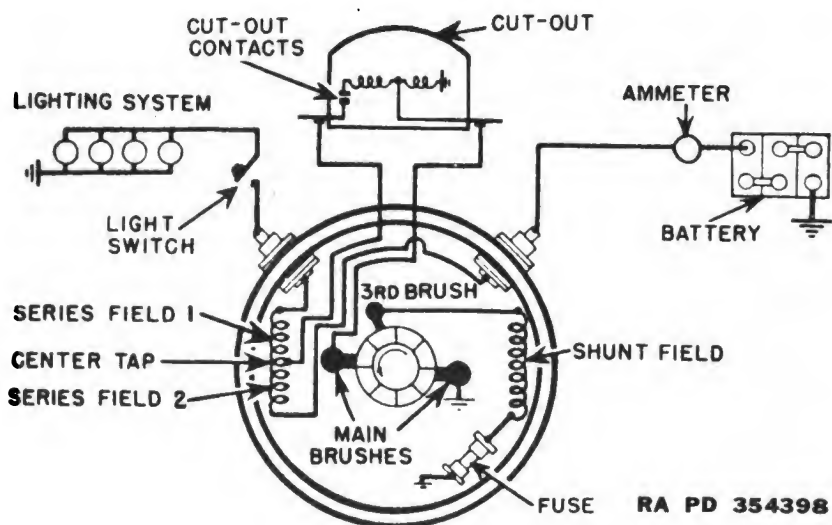 CUT-OUT
CONTACTS
CUT-OUT
LIGHTING SYSTEM
AMMETER
LIGHT
SWITCH
BATTERY
3RD BRUSH
SERIES FIELD 1
CENTER TAP
SERIES FIELD 2
SHUNT FIELD
MAIN
BRUSHES
FUSE
RA PD 354398